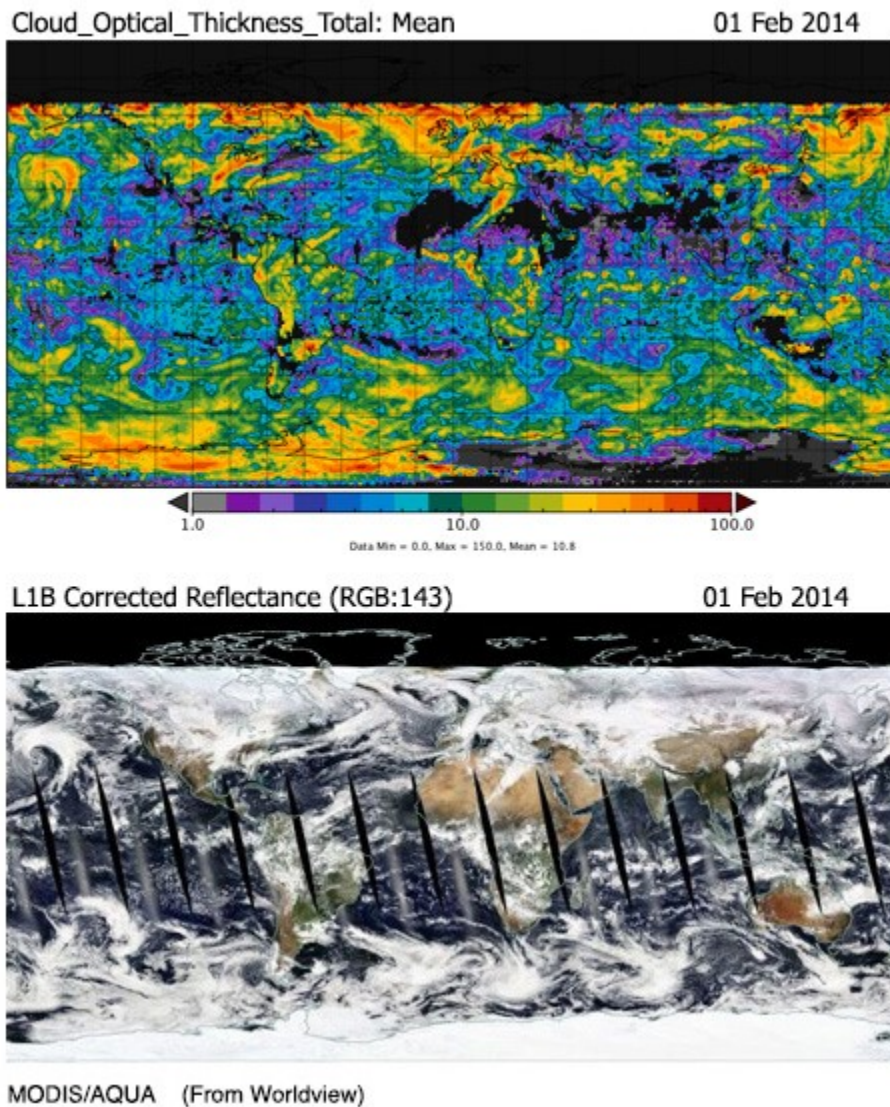 Cloud_Optical_Thickness_Total: Mean 01 Feb 2014
1.0 10.0 100.0
Data Min = 0.0, Max = 150.0, Mean = 10.8
L1B Corrected Reflectance (RGB:143) 01 Feb 2014
MODIS/AQUA (From Worldview)